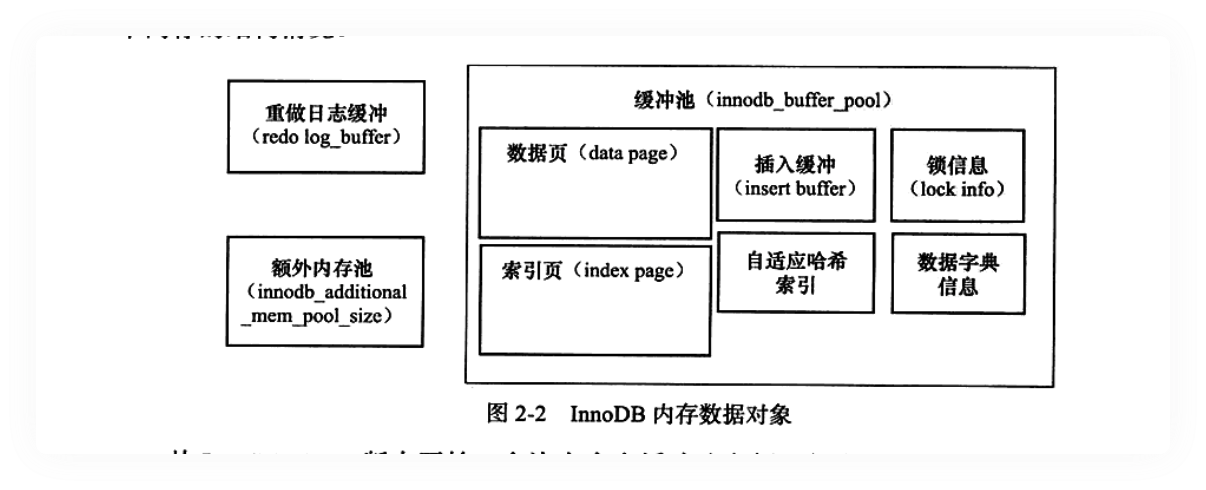 重做日志缓冲
（redo log_buffer）
额外内存池
（innodb_additional
_mem_pool_size）
缓冲池（innodb_buffer_pool）
数据页（data page）
插入缓冲
（insert buffer）
锁信息
（lock info）
索引页（index page）
自适应哈希
索引
数据字典
信息
图 2-2 InnoDB 内存数据对象